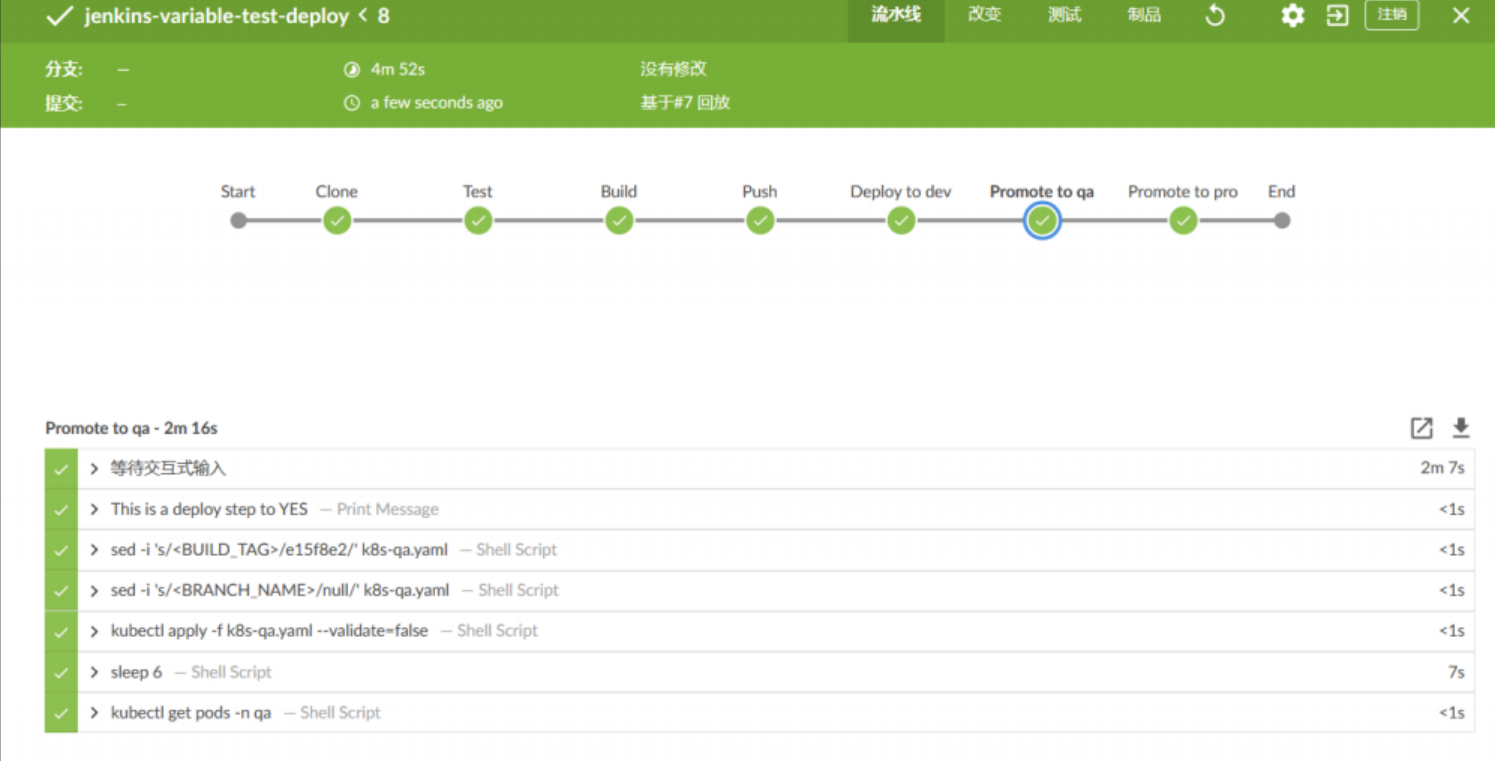 jenkins-variable-test-deploy < 8 流水线 改变 测试 制品 注销
分支: – 4m 52s 没有修改
提交: – a few seconds ago 基于#7 回放
Start Clone Test Build Push Deploy to dev Promote to qa Promote to pro End
Promote to qa - 2m 16s
等待交互式输入 2m 7s
This is a deploy step to YES – Print Message <1s
sed -i 's/<BUILD_TAG>/e15f8e2/' k8s-qa.yaml – Shell Script <1s
sed -i 's/<BRANCH_NAME>/null/' k8s-qa.yaml – Shell Script <1s
kubectl apply -f k8s-qa.yaml --validate=false – Shell Script <1s
sleep 6 – Shell Script 7s
kubectl get pods -n qa – Shell Script <1s